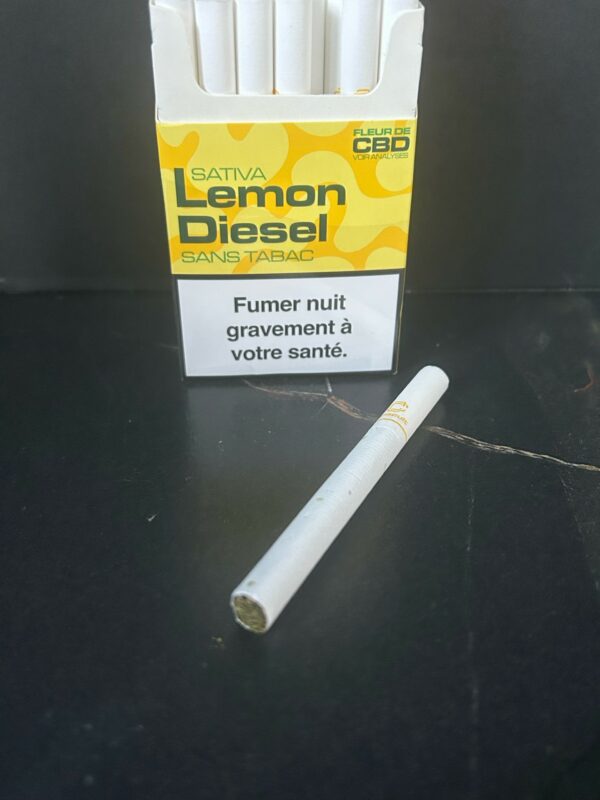 FLEUR DE
CBD
VOIR ANALYSES
SATIVA
Lemon
Diesel
SANS TABAC
Fumer nuit
gravement à
votre santé.